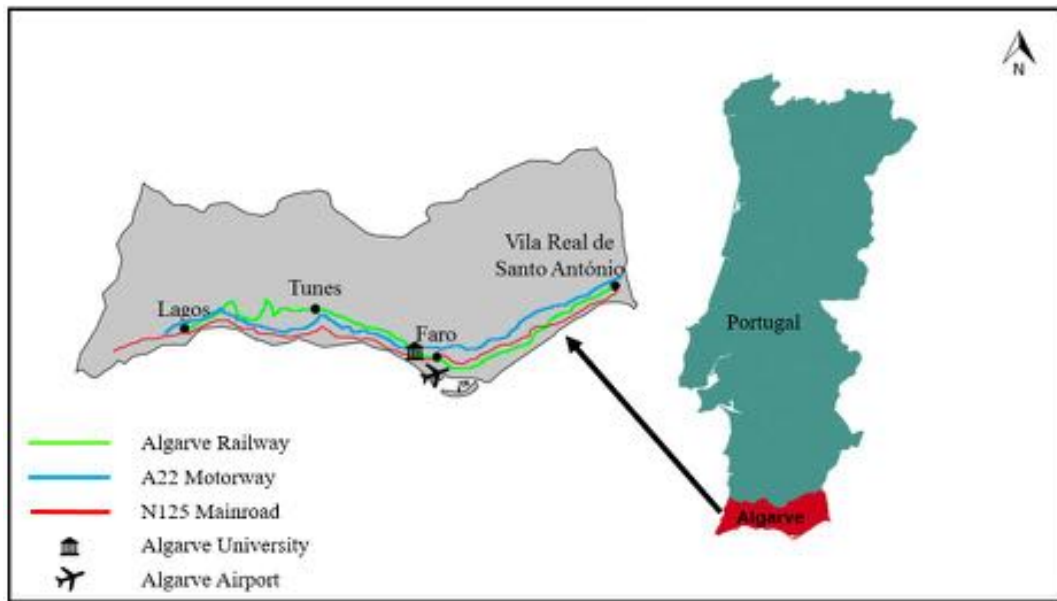 N
Vila Real de
Santo António
Tunes
Lagos
Faro
Portugal
Algarve
Algarve Railway
A22 Motorway
N125 Mainroad
Algarve University
Algarve Airport